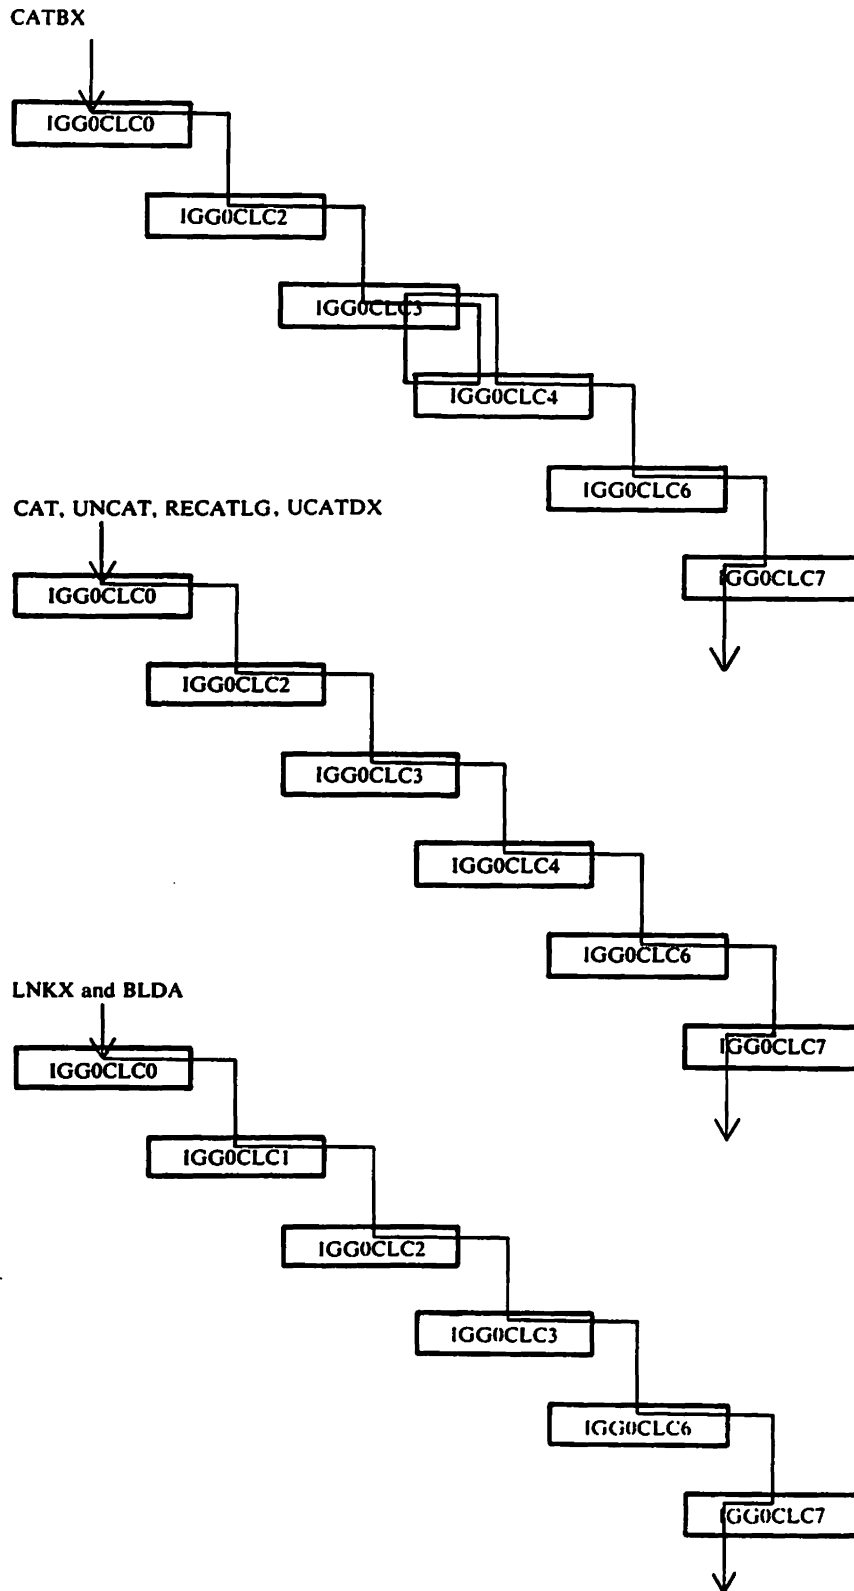 CATBX
IGG0CLC0
IGG0CLC2
IGG0CLC3
IGG0CLC4
IGG0CLC6
IGG0CLC7
CAT, UNCAT, RECATLG, UCATDX
IGG0CLC0
IGG0CLC2
IGG0CLC3
IGG0CLC4
IGG0CLC6
IGG0CLC7
LNKX and BLDA
IGG0CLC0
IGG0CLC1
IGG0CLC2
IGG0CLC3
IGG0CLC6
IGG0CLC7